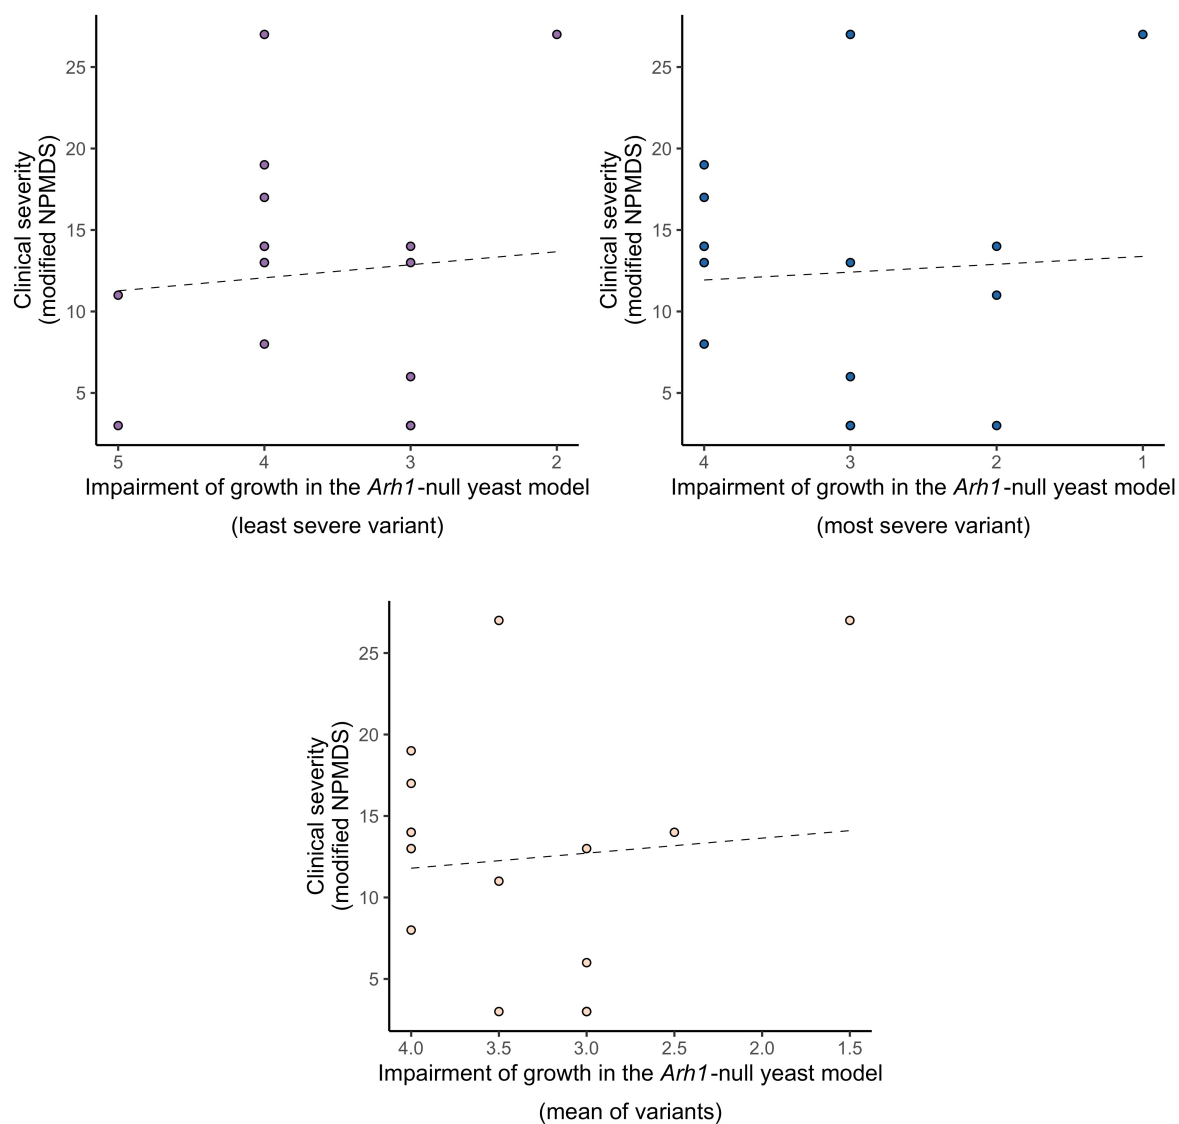 Clinical severity
(modified NPMDS)
25
20
15
10
5
5 4 3 2
Impairment of growth in the Arh1-null yeast model
(least severe variant)
Clinical severity
(modified NPMDS)
25
20
15
10
5
4 3 2 1
Impairment of growth in the Arh1-null yeast model
(most severe variant)
Clinical severity
(modified NPMDS)
25
20
15
10
5
4.0 3.5 3.0 2.5 2.0 1.5
Impairment of growth in the Arh1-null yeast model
(mean of variants)